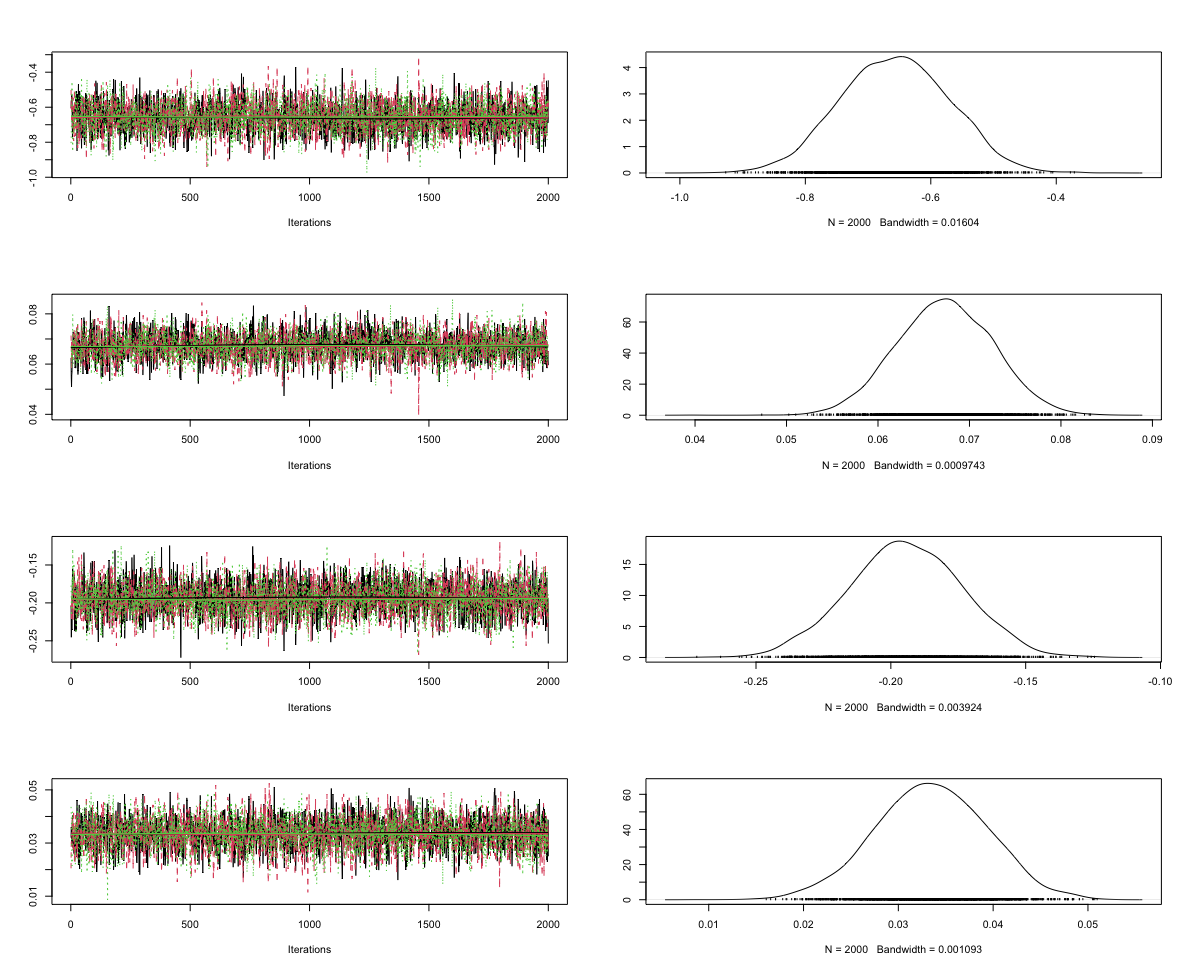 -1.0 -0.8 -0.6 -0.4
0 500 1000 1500 2000
Iterations
0 1 2 3 4
-1.0 -0.8 -0.6 -0.4
N = 2000 Bandwidth = 0.01604
0.04 0.06 0.08
0 500 1000 1500 2000
Iterations
0 20 40 60
0.04 0.05 0.06 0.07 0.08 0.09
N = 2000 Bandwidth = 0.0009743
-0.25 -0.20 -0.15
0 500 1000 1500 2000
Iterations
0 5 10 15
-0.25 -0.20 -0.15 -0.10
N = 2000 Bandwidth = 0.003924
0.01 0.03 0.05
0 500 1000 1500 2000
Iterations
0 20 40 60
0.01 0.02 0.03 0.04 0.05
N = 2000 Bandwidth = 0.001093